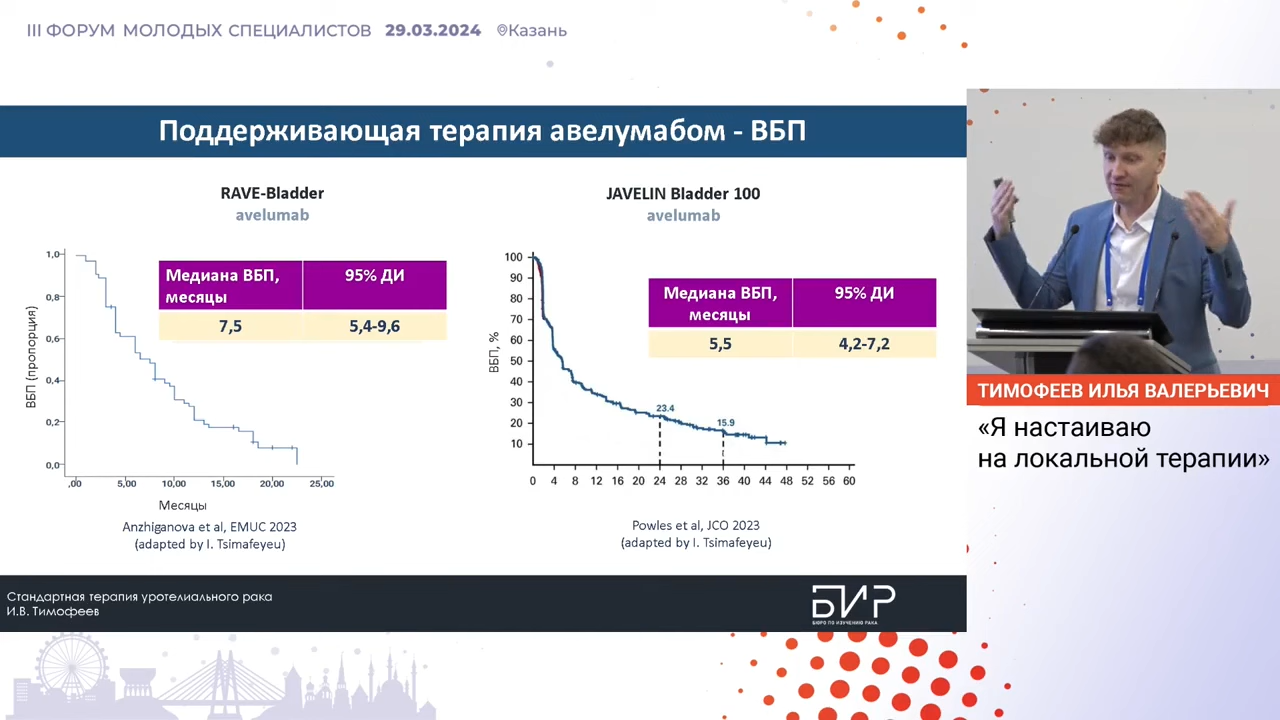 III ФОРУМ МОЛОДЫХ СПЕЦИАЛИСТОВ 29.03.2024 Казань
Поддерживающая терапия авелумабом - ВБП
RAVE-Bladder
avelumab
ВБП (пропорция)
1,0
0,8
0,6
0,4
0,2
0,0
,00 5,00 10,00 15,00 20,00 25,00
Месяцы
Медиана ВБП, месяцы 95% ДИ
7,5 5,4-9,6
Anzhiganova et al, EMUC 2023
(adapted by I. Tsimafeyeu)
JAVELIN Bladder 100
avelumab
ВБП, %
100
90
80
70
60
50
40
30
20
10
23.4
15.9
0 4 8 12 16 20 24 28 32 36 40 44 48 52 56 60
Медиана ВБП, месяцы 95% ДИ
5,5 4,2-7,2
Powles et al, JCO 2023
(adapted by I. Tsimafeyeu)
Стандартная терапия уротелиального рака
И.В. Тимофеев
БИР
БЮРО ПО ИЗУЧЕНИЮ РАКА
ТИМОФЕЕВ ИЛЬЯ ВАЛЕРЬЕВИЧ
«Я настаиваю
на локальной терапии»